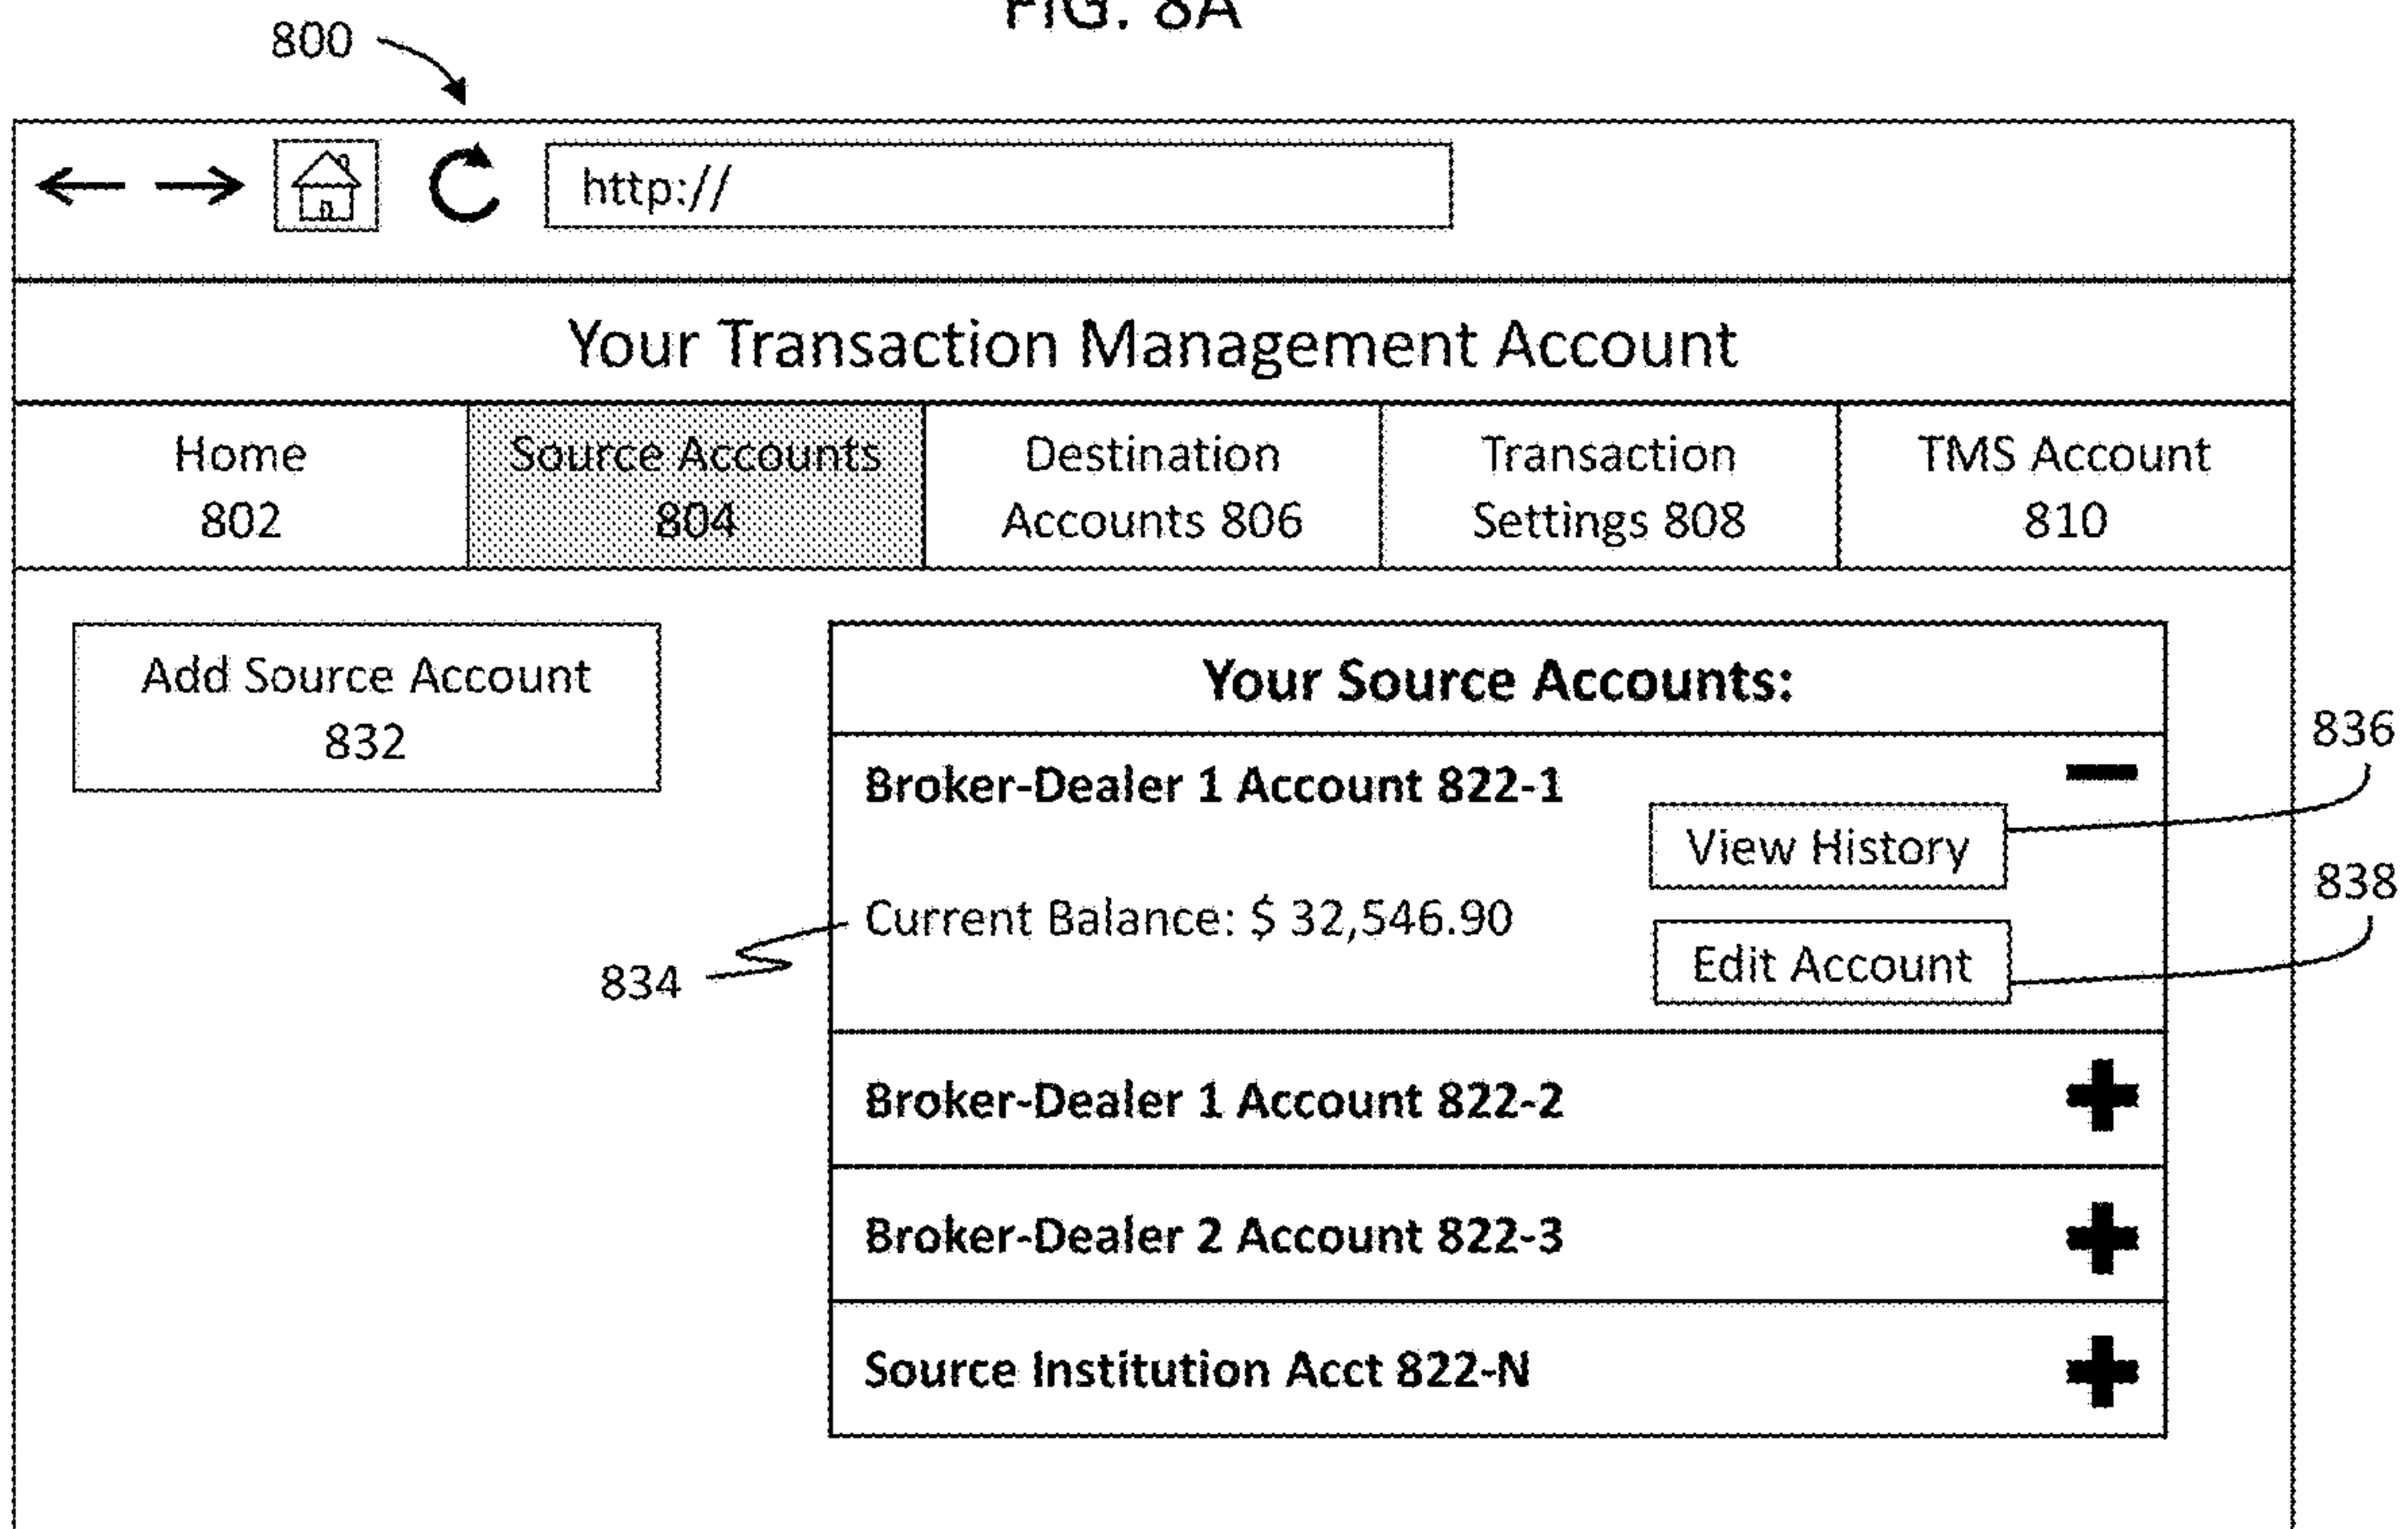 FIG. 8A
800
http://
Your Transaction Management Account
Home
802
Source Accounts
804
Destination
Accounts 806
Transaction
Settings 808
TMS Account
810
Add Source Account
832
Your Source Accounts:
836
Broker-Dealer 1 Account 822-1
View History
838
Current Balance: $ 32,546.90
Edit Account
834
Broker-Dealer 1 Account 822-2
Broker-Dealer 2 Account 822-3
Source Institution Acct 822-N